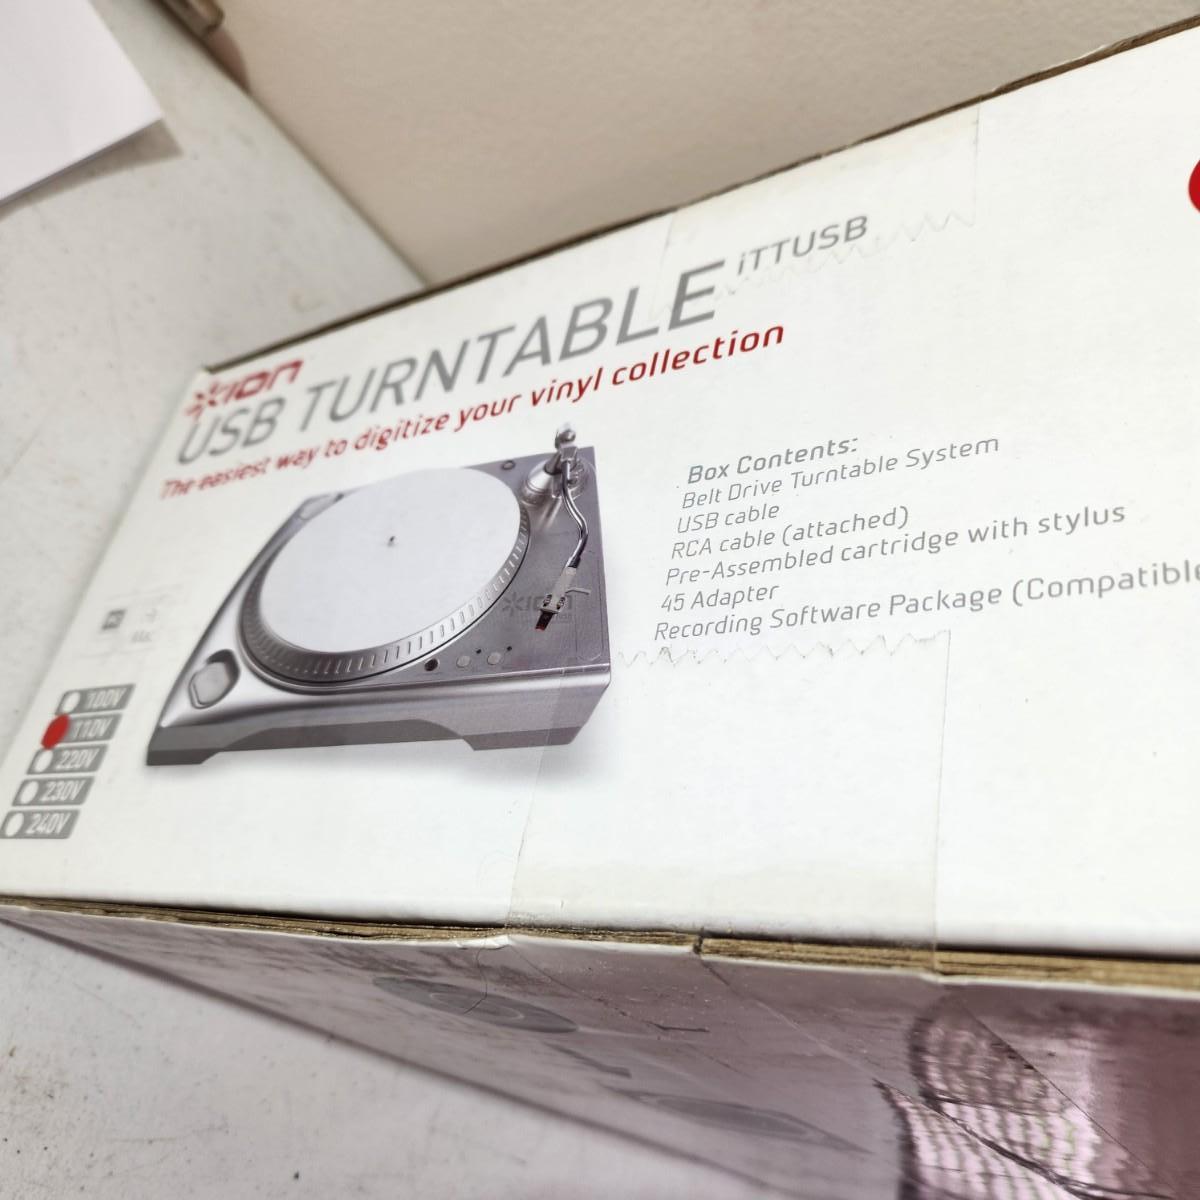 ION
USB TURNTABLE iTTUSB
The easiest way to digitize your vinyl collection
Box Contents:
Belt Drive Turntable System
USB cable
RCA cable (attached)
Pre-Assembled cartridge with stylus
45 Adapter
Recording Software Package (Compatible
ION
Mac
100V
110V
220V
230V
240V